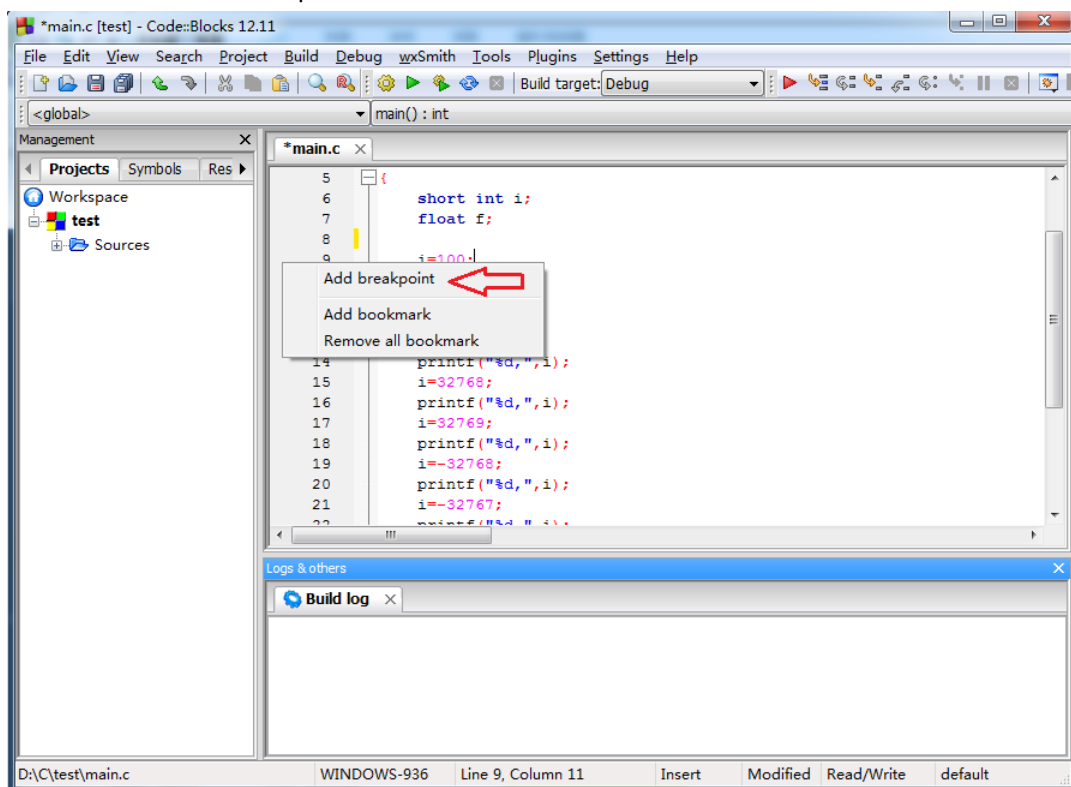 *main.c [test] - Code::Blocks 12.11
File Edit View Search Project Build Debug wxSmith Tools Plugins Settings Help
Build target: Debug
<global> main() : int
Management
Projects Symbols Res
Workspace
test
Sources
*main.c
5 {
6 short int i;
7 float f;
8
9 i=100;
Add breakpoint
Add bookmark
Remove all bookmark
14 printf("%d,",i);
15 i=32768;
16 printf("%d,",i);
17 i=32769;
18 printf("%d,",i);
19 i=-32768;
20 printf("%d,",i);
21 i=-32767;
22 printf("%d,",i);
Logs & others
Build log
D:\C\test\main.c WINDOWS-936 Line 9, Column 11 Insert Modified Read/Write default